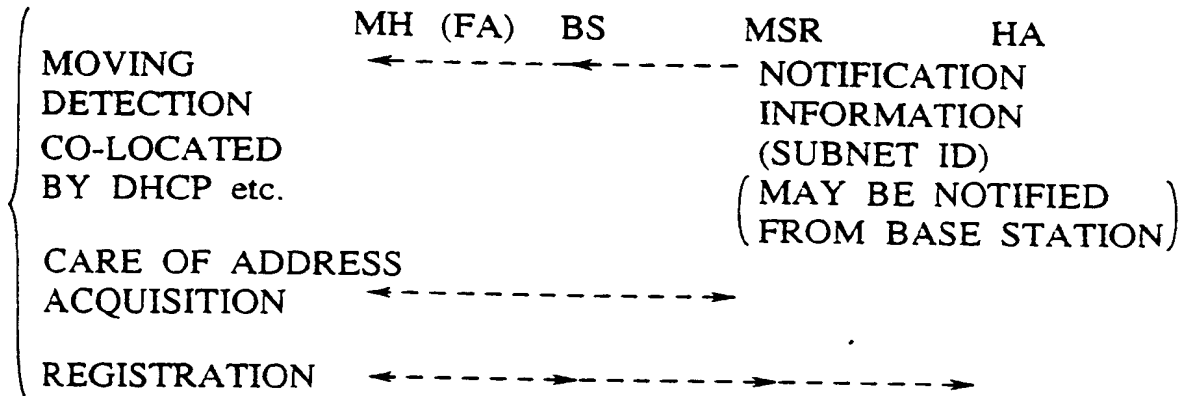 MH (FA) BS MSR HA
MOVING NOTIFICATION
DETECTION INFORMATION
CO-LOCATED (SUBNET ID)
BY DHCP etc. (MAY BE NOTIFIED
FROM BASE STATION)
CARE OF ADDRESS
ACQUISITION
REGISTRATION